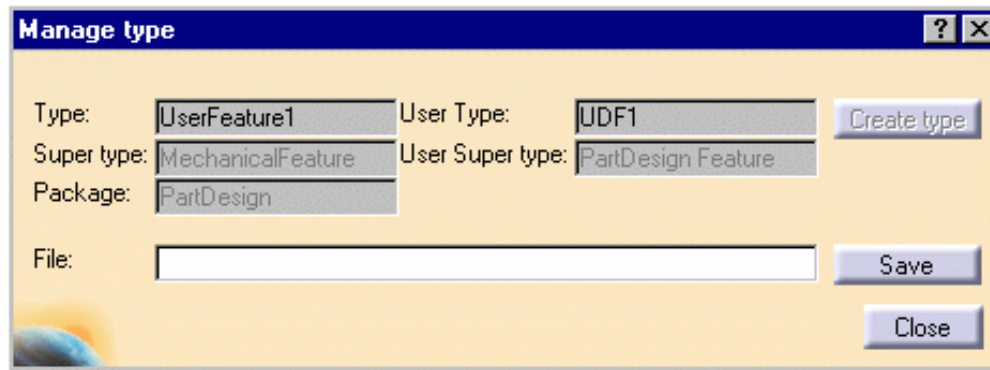 Manage type
Type: UserFeature1 User Type: UDF1 Create type
Super type: MechanicalFeature User Super type: PartDesign Feature
Package: PartDesign
File: Save
Close